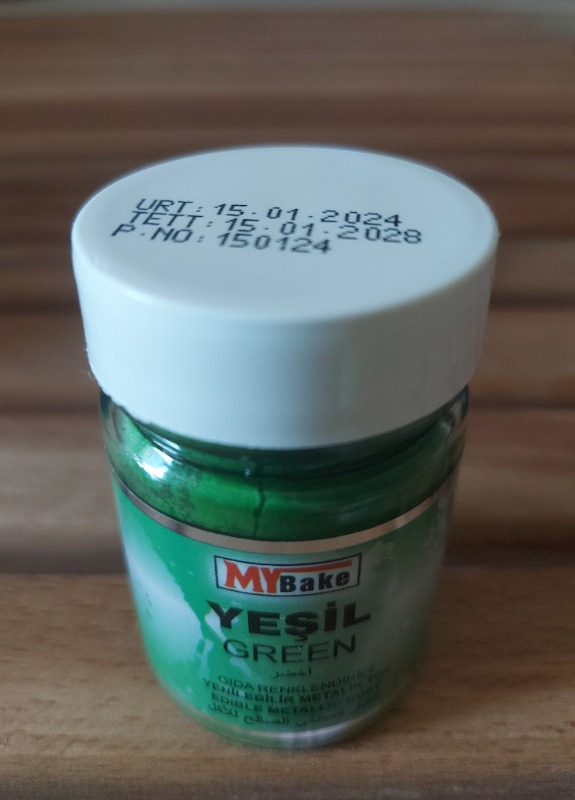 URT: 15.01.2024
TETT: 15.01.2028
P.NO: 150124
MYBake
YEŞİL
GREEN
أخضر
GIDA RENKLENDİRİCİ
YENİLEBİLİR METALİK TOZ
EDIBLE METALLIC DUST